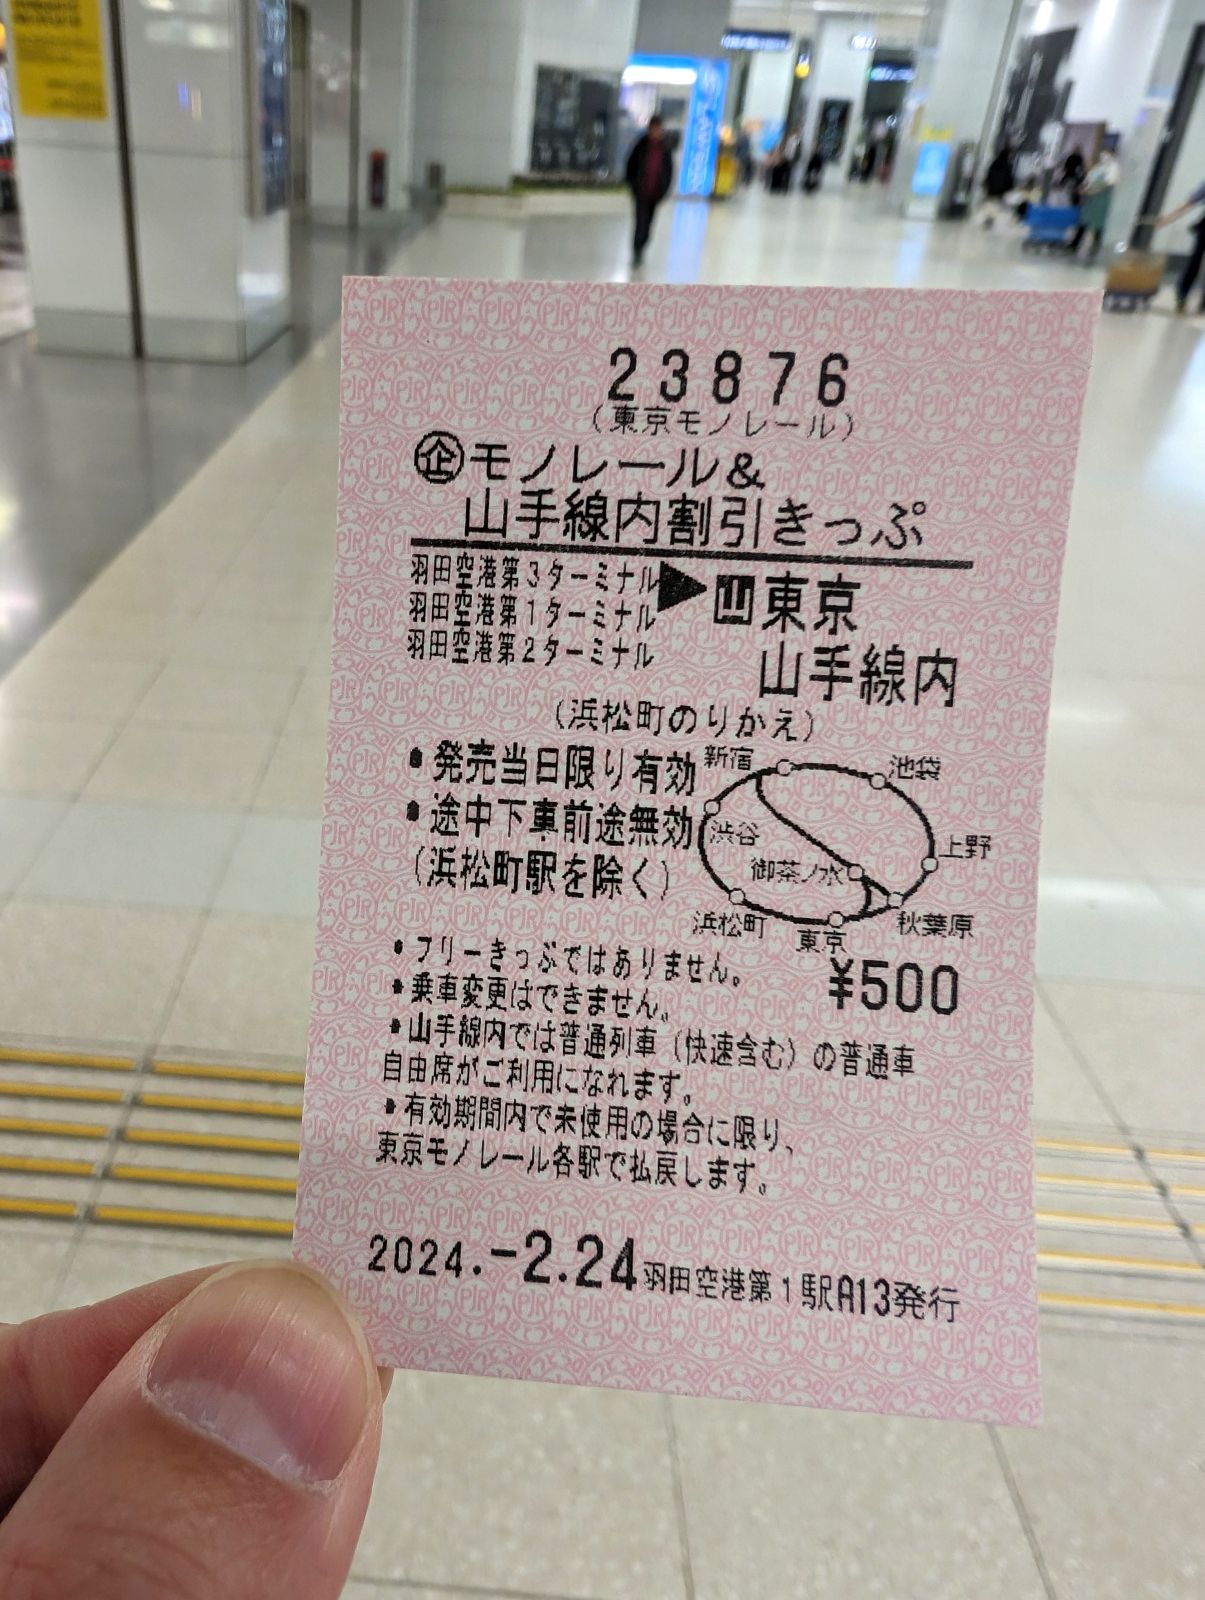 23876
(東京モノレール)
企モノレール&
山手線内割引きっぷ
羽田空港第3ターミナル
羽田空港第1ターミナル
羽田空港第2ターミナル
▶山東京
山手線内
(浜松町のりかえ)
・発売当日限り有効
・途中下車前途無効
(浜松町駅を除く)
新宿
池袋
渋谷
上野
御茶ノ水
浜松町
東京
秋葉原
¥500
・フリーきっぷではありません。
・乗車変更はできません。
・山手線内では普通列車(快速含む)の普通車
自由席がご利用になれます。
・有効期間内で未使用の場合に限り、
東京モノレール各駅で払戻します。
2024.-2.24羽田空港第1駅A13発行